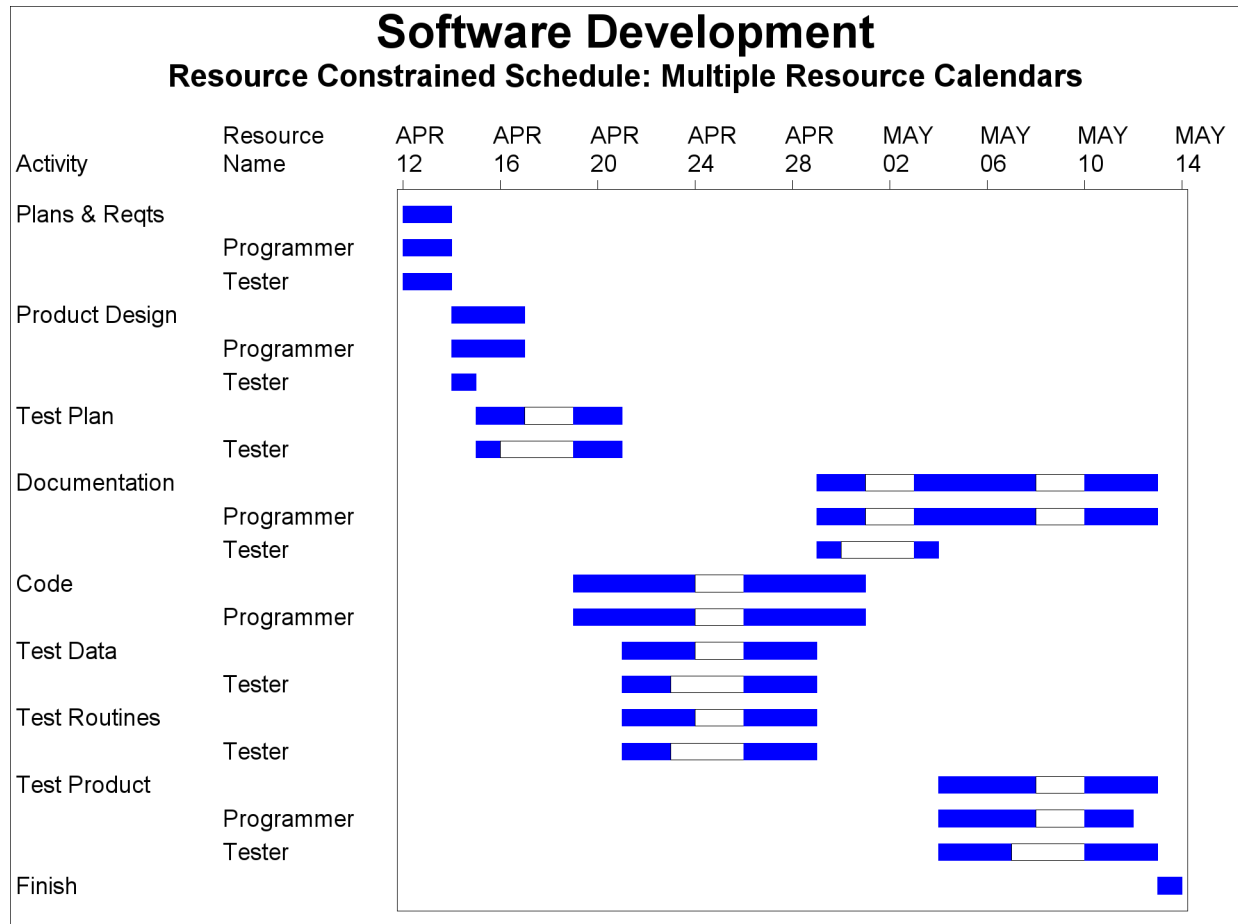 Software Development
Resource Constrained Schedule: Multiple Resource Calendars
Resource APR APR APR APR APR MAY MAY MAY MAY
Activity Name 12 16 20 24 28 02 06 10 14
Plans & Reqts
Programmer
Tester
Product Design
Programmer
Tester
Test Plan
Tester
Documentation
Programmer
Tester
Code
Programmer
Test Data
Tester
Test Routines
Tester
Test Product
Programmer
Tester
Finish